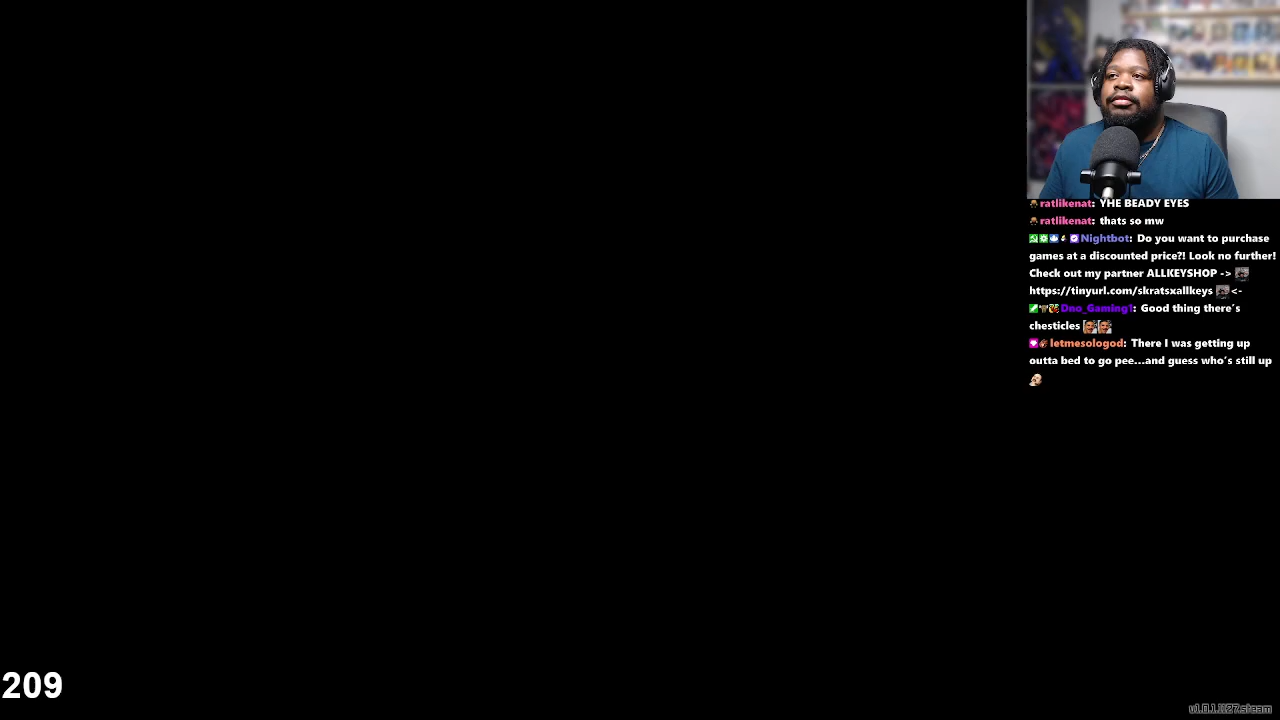 ratlikenat: YHE BEADY EYES
ratlikenat: thats so mw
Nightbot: Do you want to purchase
games at a discounted price?! Look no further!
Check out my partner ALLKEYSHOP ->
https://tinyurl.com/skratsxallkeys <-
Dno_Gaming1: Good thing there's
chesticles
letmesologod: There I was getting up
outta bed to go pee...and guess who's still up
209